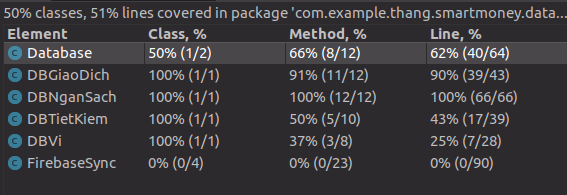 50% classes, 51% lines covered in package 'com.example.thang.smartmoney.data...
Element Class, % Method, % Line, %
Database 50% (1/2) 66% (8/12) 62% (40/64)
DBGiaoDich 100% (1/1) 91% (11/12) 90% (39/43)
DBNganSach 100% (1/1) 100% (12/12) 100% (66/66)
DBTietKiem 100% (1/1) 50% (5/10) 43% (17/39)
DBVi 100% (1/1) 37% (3/8) 25% (7/28)
FirebaseSync 0% (0/4) 0% (0/23) 0% (0/90)